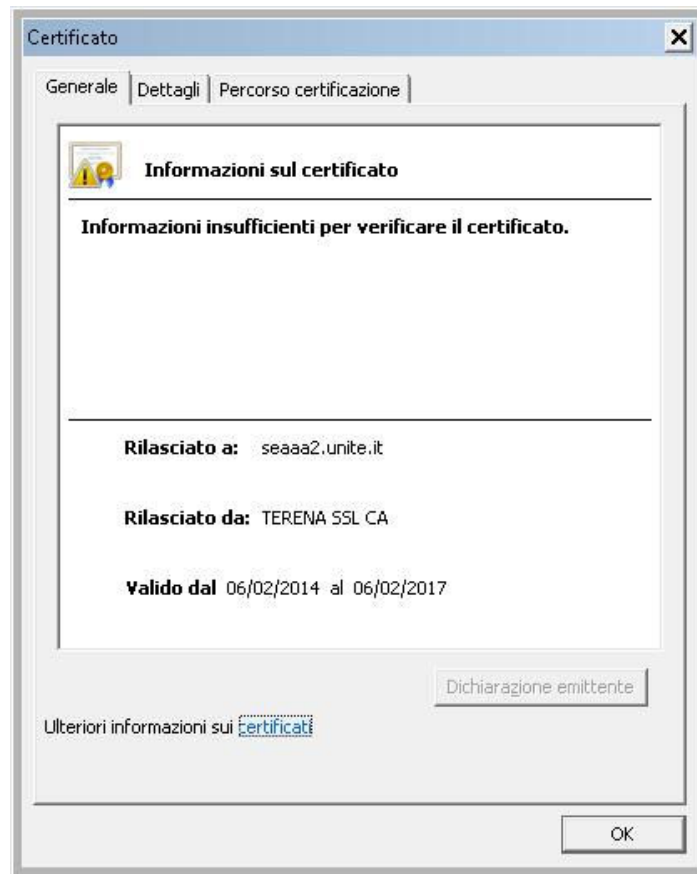 Certificato
Generale Dettagli Percorso certificazione
Informazioni sul certificato
Informazioni insufficienti per verificare il certificato.
Rilasciato a: seaaa2.unite.it
Rilasciato da: TERENA SSL CA
Valido dal 06/02/2014 al 06/02/2017
Dichiarazione emittente
Ulteriori informazioni sui certificati
OK